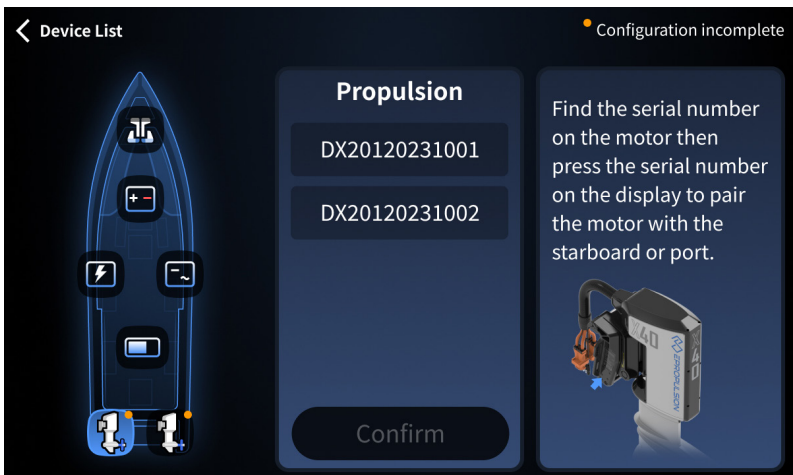 Device List
Configuration incomplete
Propulsion
DX20120231001
DX20120231002
Confirm
Find the serial number
on the motor then
press the serial number
on the display to pair
the motor with the
starboard or port.
X40
EPROPULSION
X40